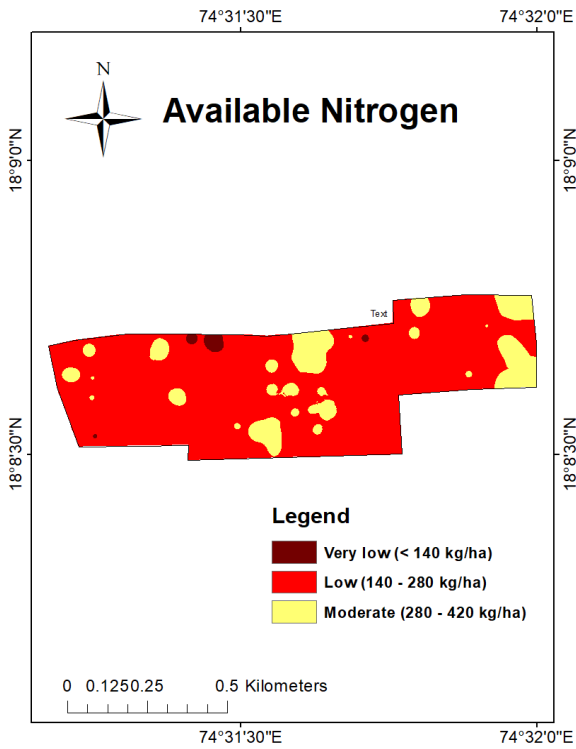 74°31'30"E
74°32'0"E
N
Available Nitrogen
18°9'0"N
18°9'0"N
Text
18°8'30"N
18°8'30"N
Legend
Very low (< 140 kg/ha)
Low (140 - 280 kg/ha)
Moderate (280 - 420 kg/ha)
0 0.1250.25 0.5 Kilometers
74°31'30"E
74°32'0"E